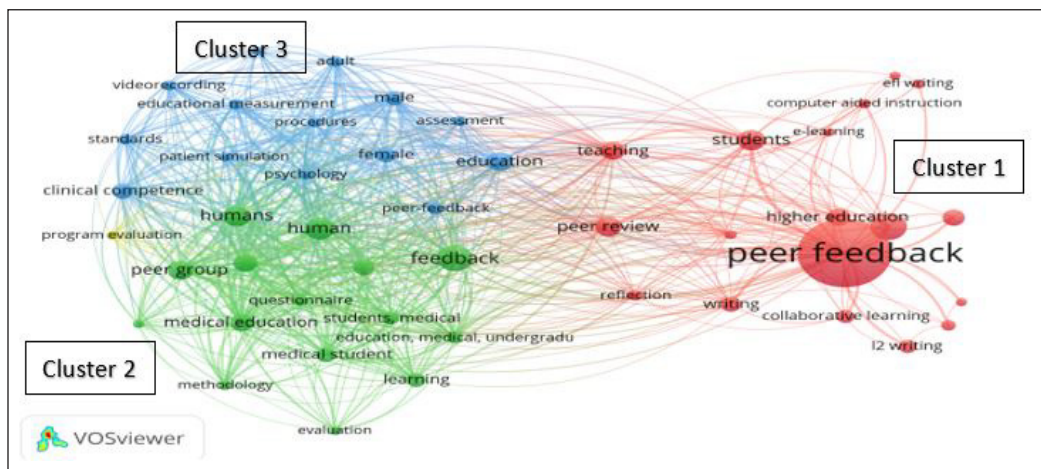 Cluster 3
adult
videorecording
educational measurement
male
procedures
assessment
standards
patient simulation
female
education
psychology
clinical competence
peer-feedback
humans
human
program evaluation
feedback
peer group
questionnaire
medical education
students, medical
education, medical, undergradu
medical student
learning
methodology
evaluation
Cluster 2
VOSviewer
efl writing
computer aided instruction
e-learning
students
teaching
Cluster 1
higher education
peer review
peer feedback
reflection
writing
collaborative learning
l2 writing